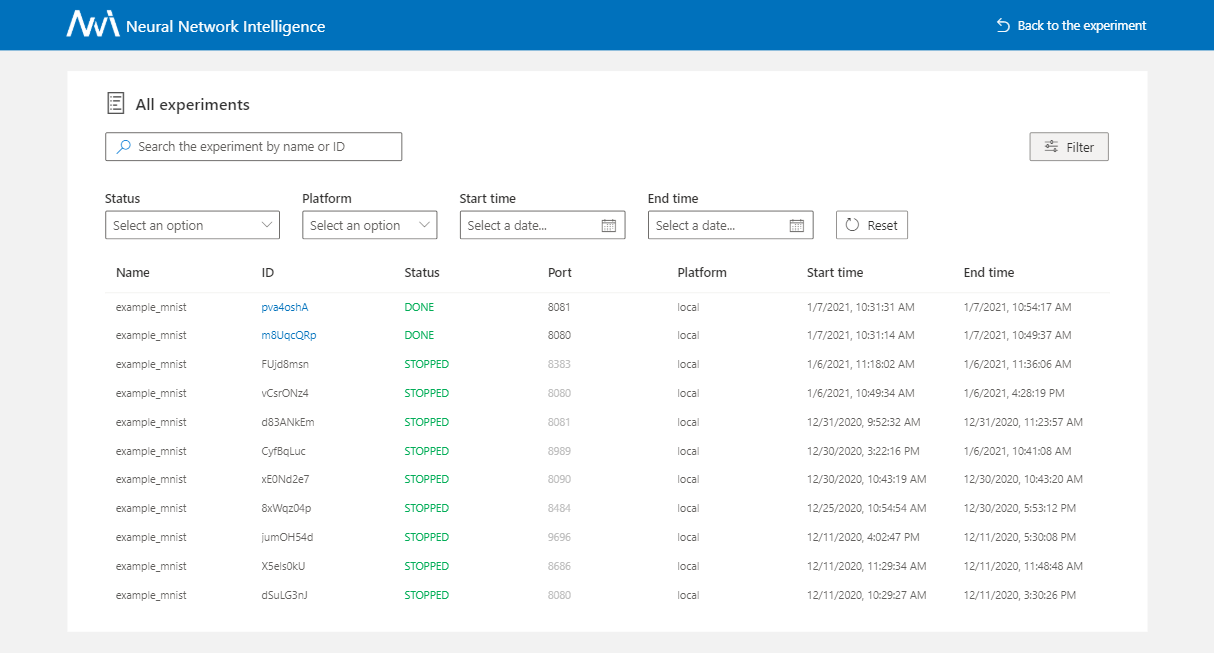 Neural Network Intelligence Back to the experiment
All experiments
Search the experiment by name or ID Filter
Status Platform Start time End time
Select an option Select an option Select a date... Select a date... Reset
Name ID Status Port Platform Start time End time
example_mnist pva4oshA DONE 8081 local 1/7/2021, 10:31:31 AM 1/7/2021, 10:54:17 AM
example_mnist m8UqcQRp DONE 8080 local 1/7/2021, 10:31:14 AM 1/7/2021, 10:49:37 AM
example_mnist FUjd8msn STOPPED 8383 local 1/6/2021, 11:18:02 AM 1/6/2021, 11:36:06 AM
example_mnist vCsrONz4 STOPPED 8080 local 1/6/2021, 10:49:34 AM 1/6/2021, 4:28:19 PM
example_mnist d83ANkEm STOPPED 8081 local 12/31/2020, 9:52:32 AM 12/31/2020, 11:23:57 AM
example_mnist CyfBqLuc STOPPED 8989 local 12/30/2020, 3:22:16 PM 1/6/2021, 10:41:08 AM
example_mnist xE0Nd2e7 STOPPED 8090 local 12/30/2020, 10:43:19 AM 12/30/2020, 10:43:20 AM
example_mnist 8xWqz04p STOPPED 8484 local 12/25/2020, 10:54:54 AM 12/30/2020, 5:53:12 PM
example_mnist jumOH54d STOPPED 9696 local 12/11/2020, 4:02:47 PM 12/11/2020, 5:30:08 PM
example_mnist X5els0kU STOPPED 8686 local 12/11/2020, 11:29:34 AM 12/11/2020, 11:48:48 AM
example_mnist dSuLG3nJ STOPPED 8080 local 12/11/2020, 10:29:27 AM 12/11/2020, 3:30:26 PM